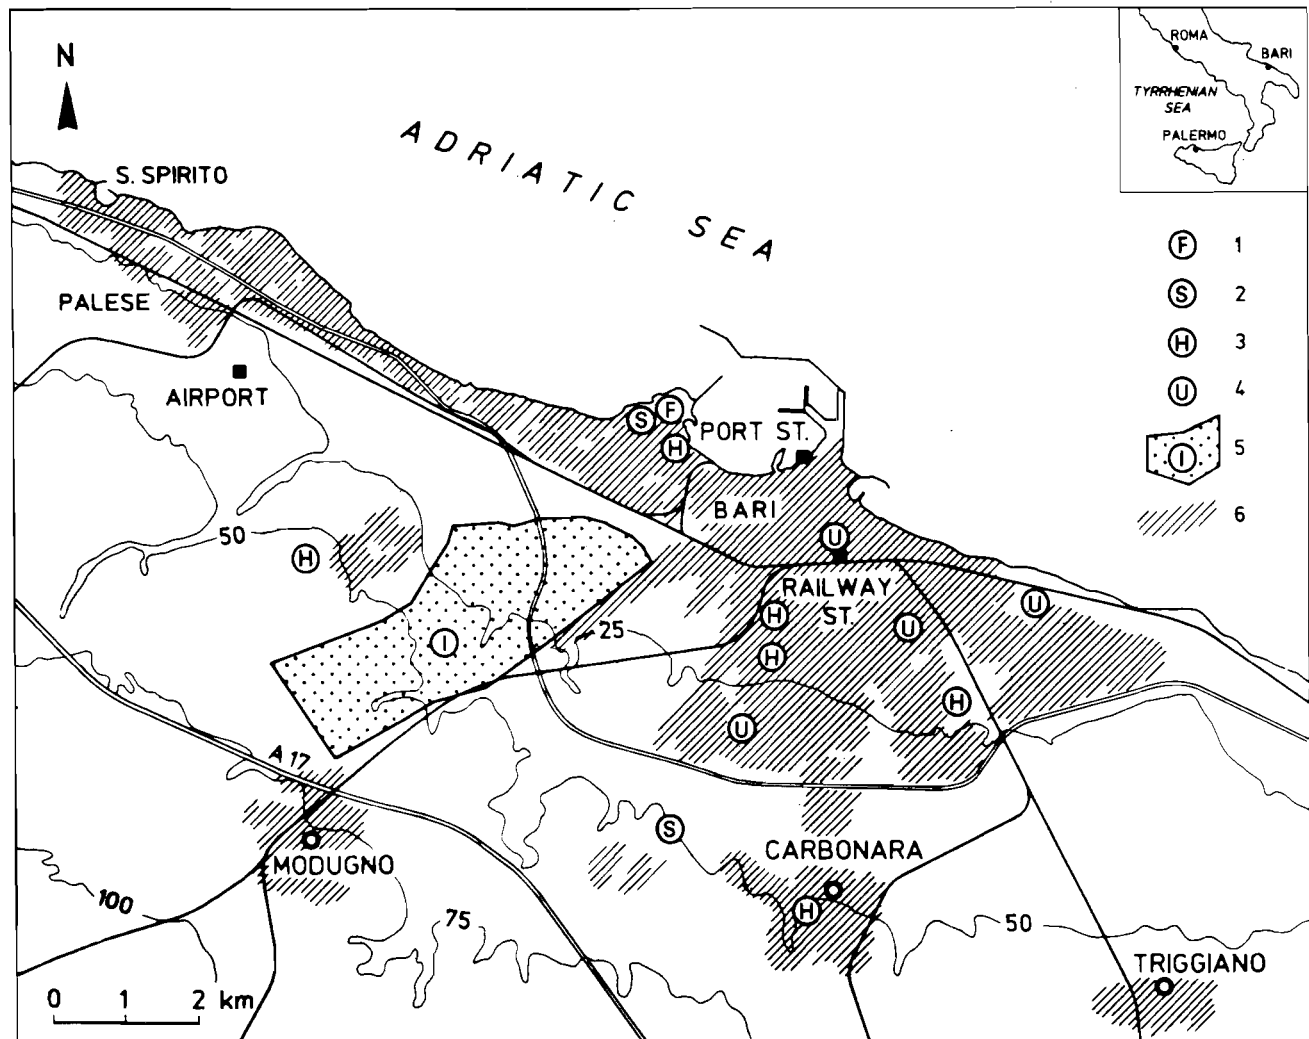 N
ROMA
BARI
TYRRHENIAN SEA
PALERMO
ADRIATIC SEA
S. SPIRITO
PALESE
AIRPORT
F 1
S 2
H 3
U 4
I 5
6
S
F
H
PORT ST.
BARI
50
H
U
RAILWAY ST.
H
U
U
25
I
H
H
U
A 17
S
MODUGNO
CARBONARA
H
100
75
50
TRIGGIANO
0 1 2 km